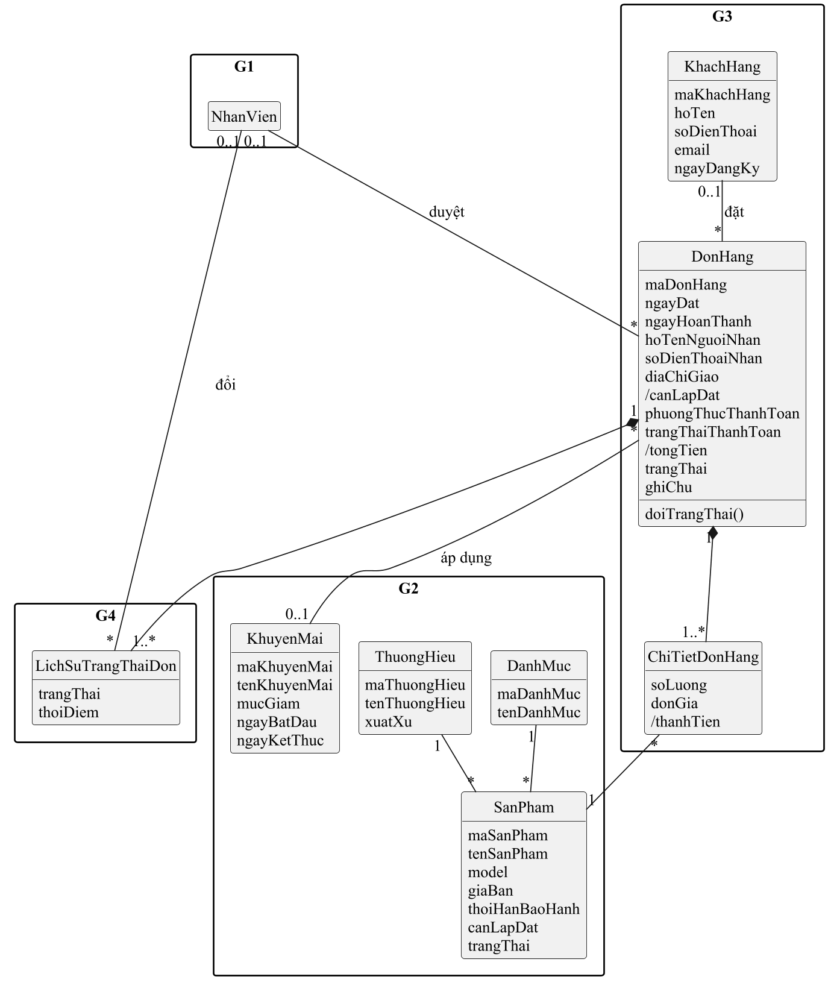 G3
KhachHang
maKhachHang
hoTen
soDienThoai
email
ngayDangKy
0..1
đặt
*
G1
NhanVien
0..1 0..1
duyệt
đổi
DonHang
maDonHang
ngayDat
*
ngayHoanThanh
hoTenNguoiNhan
soDienThoaiNhan
diaChiGiao
/canLapDat
1
phuongThucThanhToan
*
trangThaiThanhToan
/tongTien
trangThai
ghiChu
doiTrangThai()
1
áp dụng
G2
0..1
KhuyenMai
maKhuyenMai
tenKhuyenMai
mucGiam
ngayBatDau
ngayKetThuc
ThuongHieu
maThuongHieu
tenThuongHieu
xuatXu
1
*
DanhMuc
maDanhMuc
tenDanhMuc
1
*
G4
*
1..*
LichSuTrangThaiDon
trangThai
thoiDiem
1..*
ChiTietDonHang
soLuong
donGia
/thanhTien
*
1
SanPham
maSanPham
tenSanPham
model
giaBan
thoiHanBaoHanh
canLapDat
trangThai